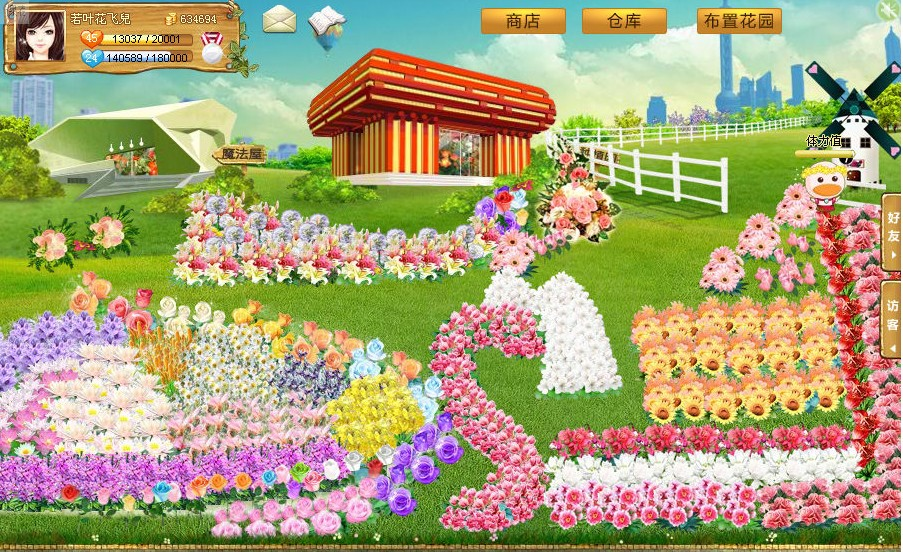 若叶花飞兒
634694
45
13037 / 20001
24
140589 / 180000
商店
仓库
布置花园
魔法屋
体力值
好友
访客